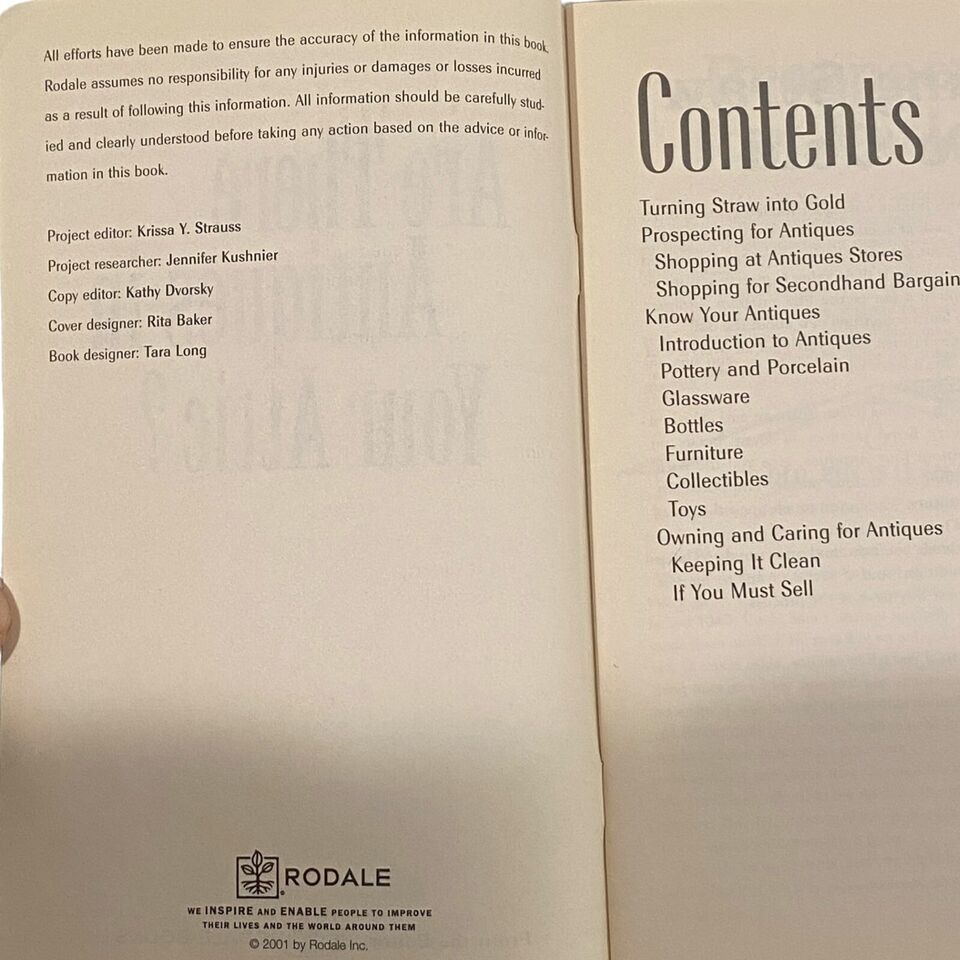 All efforts have been made to ensure the accuracy of the information in this book.
Rodale assumes no responsibility for any injuries or damages or losses incurred
as a result of following this information. All information should be carefully stud-
ied and clearly understood before taking any action based on the advice or infor-
mation in this book.
Project editor: Krissa Y. Strauss
Project researcher: Jennifer Kushnier
Copy editor: Kathy Dvorsky
Cover designer: Rita Baker
Book designer: Tara Long
RODALE
WE INSPIRE AND ENABLE PEOPLE TO IMPROVE
THEIR LIVES AND THE WORLD AROUND THEM
© 2001 by Rodale Inc.
Contents
Turning Straw into Gold
Prospecting for Antiques
Shopping at Antiques Stores
Shopping for Secondhand Bargain
Know Your Antiques
Introduction to Antiques
Pottery and Porcelain
Glassware
Bottles
Furniture
Collectibles
Toys
Owning and Caring for Antiques
Keeping It Clean
If You Must Sell